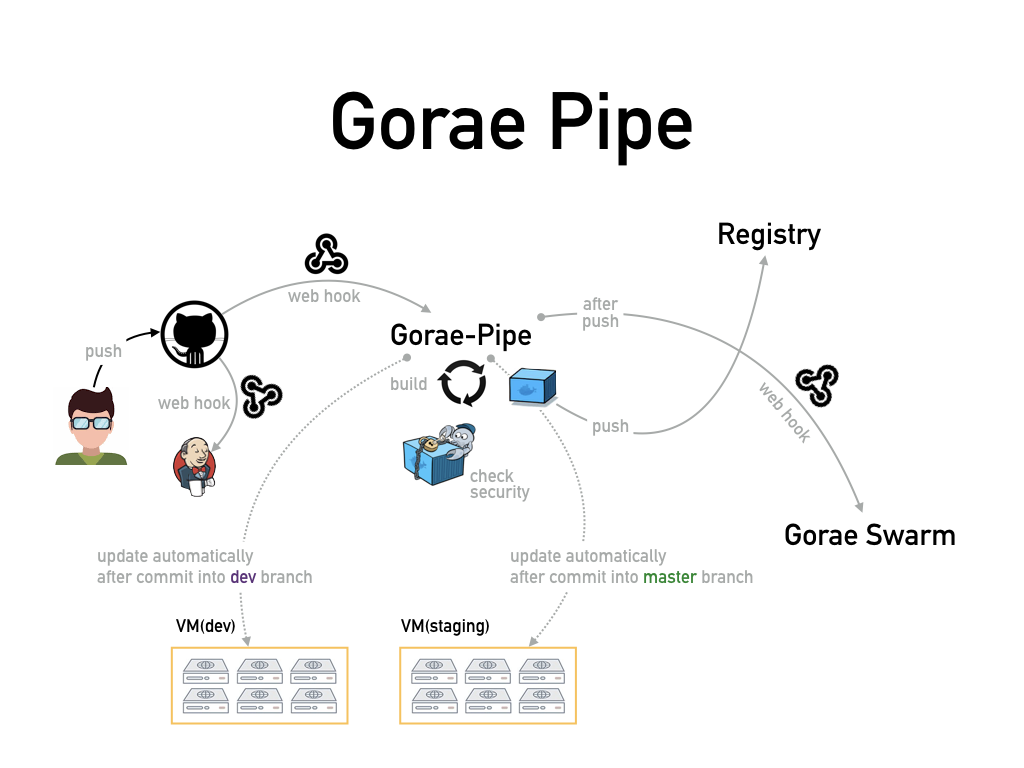 Gorae Pipe
Registry
web hook
after
push
Gorae-Pipe
push
build
web hook
web hook
push
check
security
Gorae Swarm
update automatically
after commit into dev branch
update automatically
after commit into master branch
VM(dev)
VM(staging)